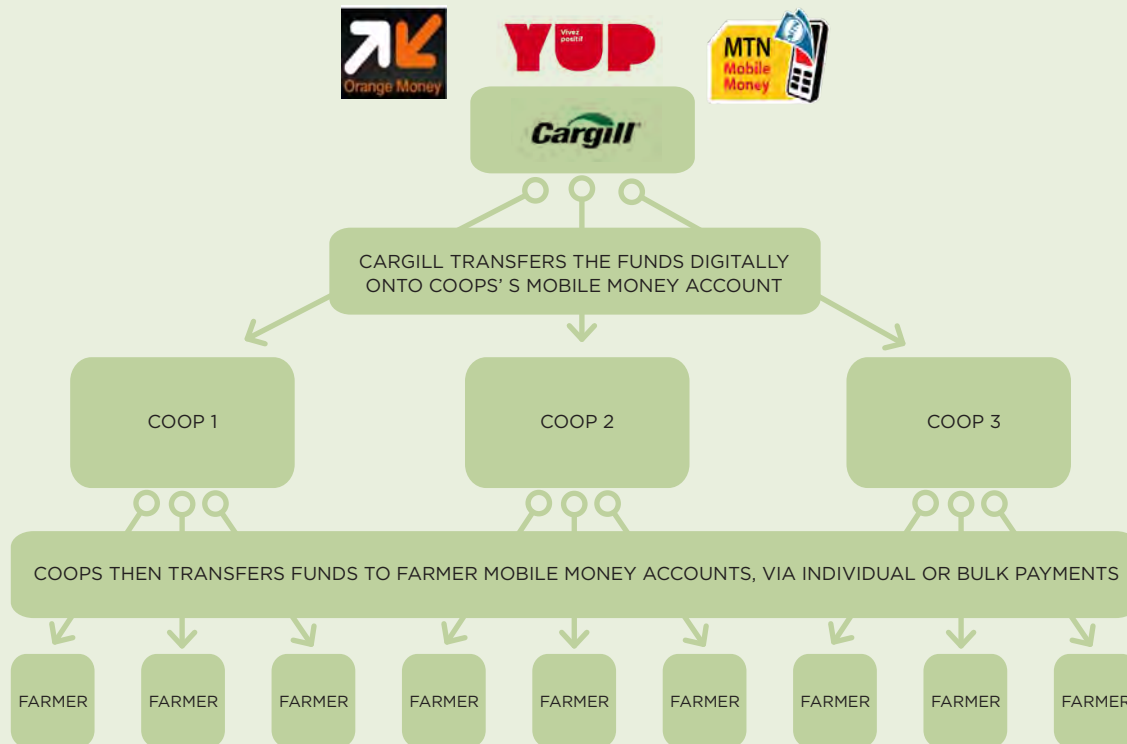 Orange Money
YUP
Vivez
positif
MTN
Mobile
Money
Cargill
CARGILL TRANSFERS THE FUNDS DIGITALLY
ONTO COOPS’ S MOBILE MONEY ACCOUNT
COOP 1
COOP 2
COOP 3
COOPS THEN TRANSFERS FUNDS TO FARMER MOBILE MONEY ACCOUNTS, VIA INDIVIDUAL OR BULK PAYMENTS
FARMER
FARMER
FARMER
FARMER
FARMER
FARMER
FARMER
FARMER
FARMER